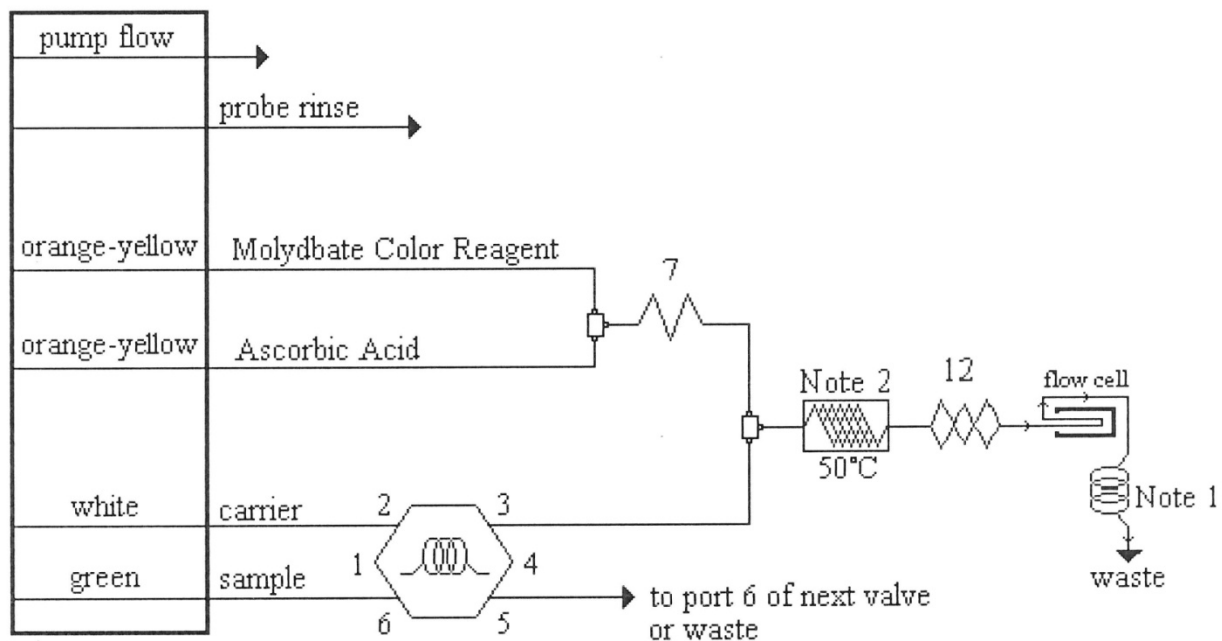 pump flow
probe rinse
orange-yellow Molydbate Color Reagent
7
orange-yellow Ascorbic Acid
Note 2
12
flow cell
50°C
white carrier 2 3
Note 1
1 4
green sample
waste
to port 6 of next valve
or waste
6 5